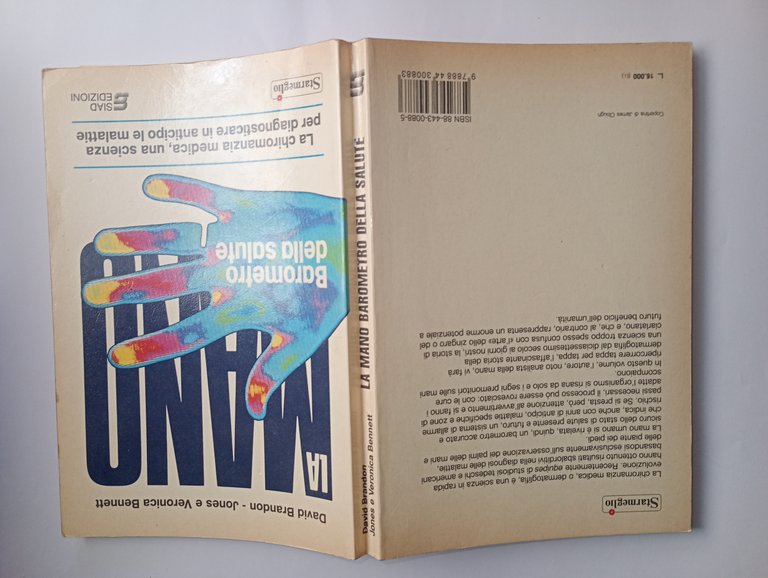 David Brandon - Jones e Veronica Bennett
LA
MANO
Barometro
della salute
La chiromanzia medica, una scienza
per diagnosticare in anticipo le malattie
Starmeglio
SIAD
EDIZIONI
David Brandon
Jones e Veronica Bennett
LA MANO BAROMETRO DELLA SALUTE
Starmeglio
La chiromanzia medica, o dermatoglifia, è una scienza in rapida
evoluzione. Recentemente équipes di studiosi tedeschi e americani
hanno ottenuto risultati sbalorditivi nella diagnosi delle malattie,
basandosi esclusivamente sull'osservazione dei palmi delle mani e
delle piante dei piedi.
La mano umano si è rivelata, quindi, un barometro accurato e
sicuro dello stato di salute presente e futuro, un sistema di allarme
che indica, anche con anni di anticipo, malattie specifiche e zone di
rischio. Se si presta, però, attenzione all'avvertimento e si fanno i
passi necessari, il processo può essere rovesciato: con le cure
adatte l'organismo si risana da solo e i segni premonitori sulle mani
scompaiono.
In questo volume, l'autore, noto analista della mano, vi farà
ripercorrere tappa per tappa, l'affascinante storia della
dermatoglifia dal diciassettesimo secolo ai giorni nostri, la storia di
una scienza troppo spesso confusa con «l'arte» dello zingaro o del
ciarlatano, e che, al contrario, rappresenta un enorme potenziale a
futuro beneficio dell'umanità.
Copertina di James Clough
ISBN 88-443-0088-5
9 788844 300883
L. 16.000 (i.i.)